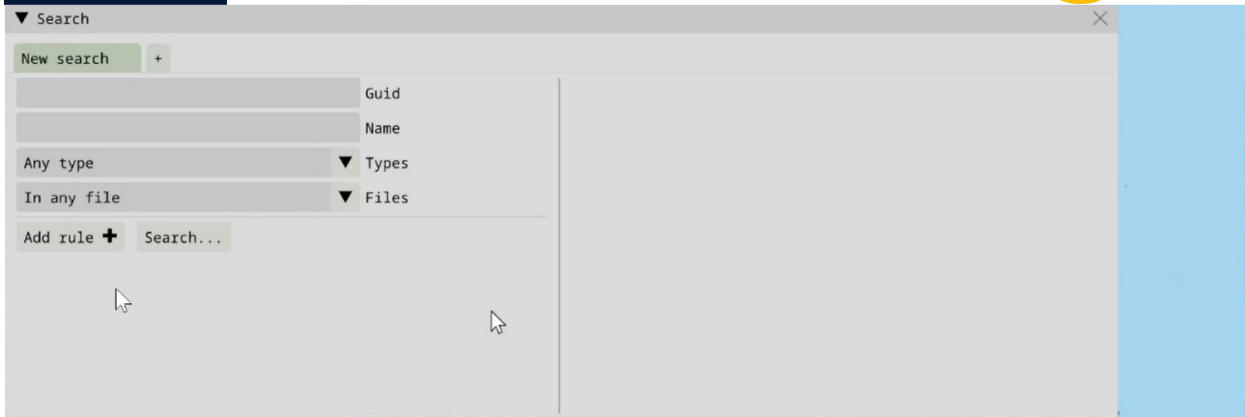 Search
New search +
Guid
Name
Any type Types
In any file Files
Add rule + Search...